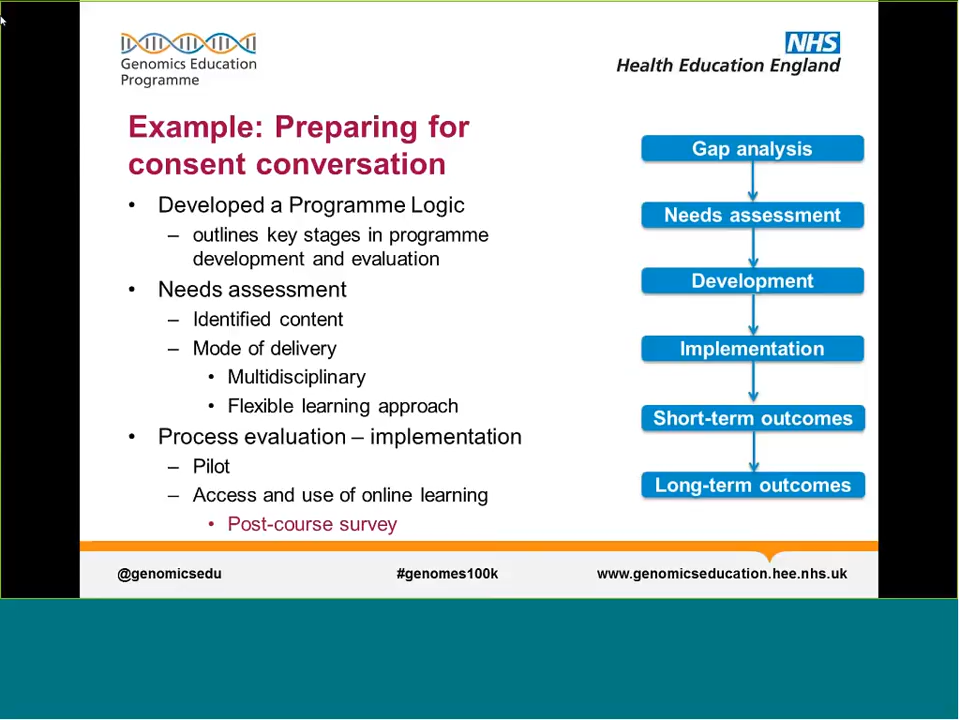 Genomics Education
Programme
NHS
Health Education England
Example: Preparing for
consent conversation
• Developed a Programme Logic
– outlines key stages in programme
development and evaluation
• Needs assessment
– Identified content
– Mode of delivery
• Multidisciplinary
• Flexible learning approach
• Process evaluation – implementation
– Pilot
– Access and use of online learning
• Post-course survey
Gap analysis
Needs assessment
Development
Implementation
Short-term outcomes
Long-term outcomes
@genomicsedu
#genomes100k
www.genomicseducation.hee.nhs.uk